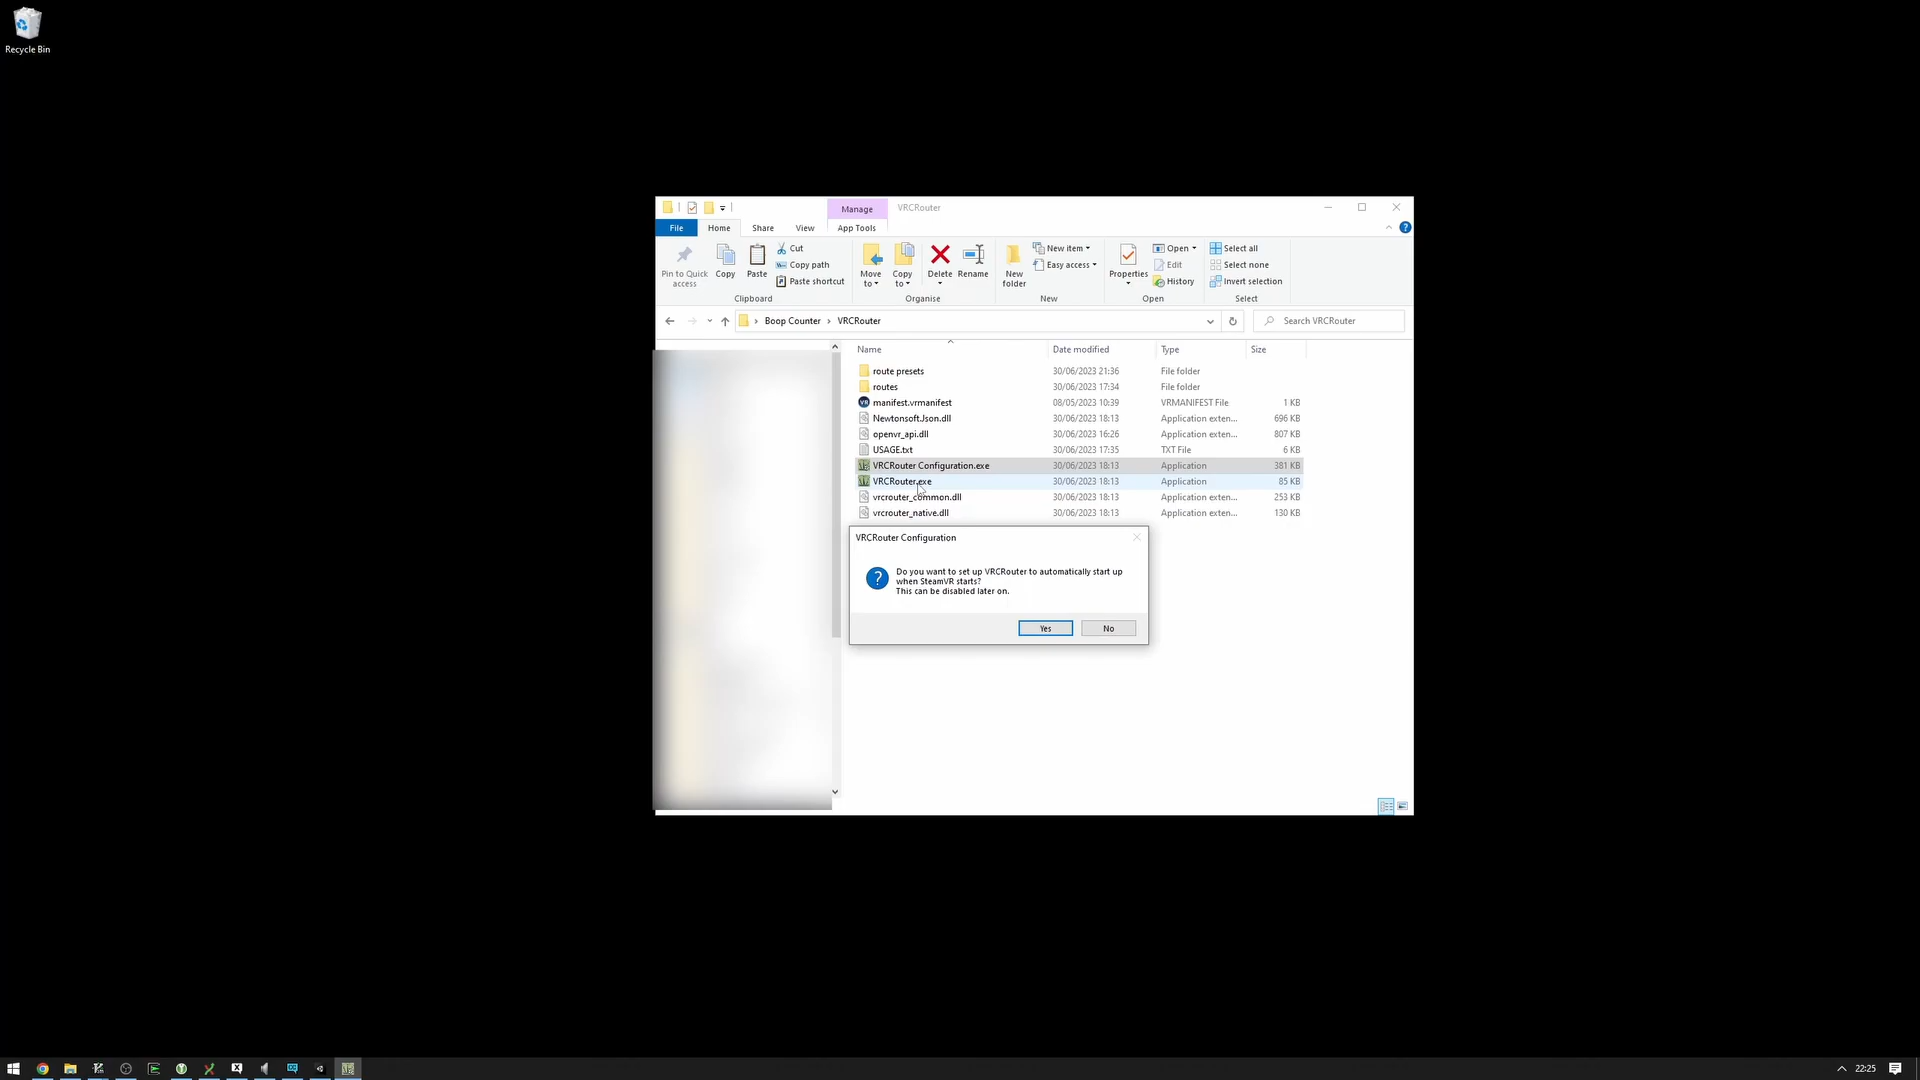 Recycle Bin
Manage
VRCRouter
File
Home
Share
View
App Tools
Pin to Quick access
Copy
Paste
Cut
Copy path
Paste shortcut
Clipboard
Move to
Copy to
Delete
Rename
Organise
New folder
New item
Easy access
New
Properties
Open
Edit
History
Open
Select all
Select none
Invert selection
Select
Boop Counter › VRCRouter
Search VRCRouter
Name Date modified Type Size
route presets 30/06/2023 21:36 File folder
routes 30/06/2023 17:34 File folder
manifest.vrmanifest 08/05/2023 10:39 VRMANIFEST File 1 KB
Newtonsoft.Json.dll 30/06/2023 18:13 Application exten... 696 KB
openvr_api.dll 30/06/2023 16:26 Application exten... 807 KB
USAGE.txt 30/06/2023 17:35 TXT File 6 KB
VRCRouter Configuration.exe 30/06/2023 18:13 Application 381 KB
VRCRouter.exe 30/06/2023 18:13 Application 85 KB
vrcrouter_common.dll 30/06/2023 18:13 Application exten... 253 KB
vrcrouter_native.dll 30/06/2023 18:13 Application exten... 130 KB
VRCRouter Configuration
Do you want to set up VRCRouter to automatically start up
when SteamVR starts?
This can be disabled later on.
Yes
No
22:25